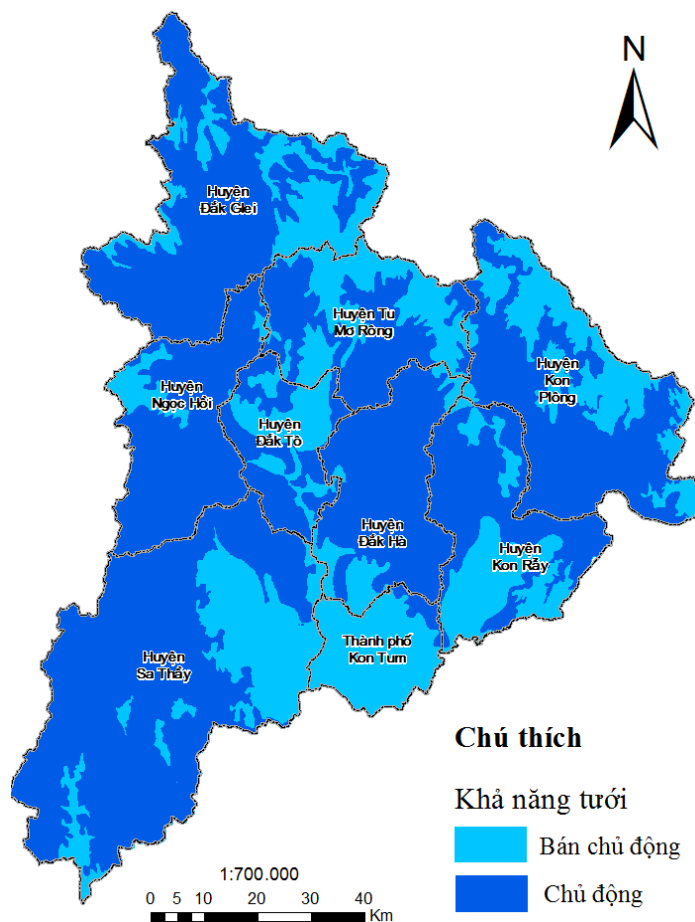 N
Huyện
Đắk Glei
Huyện Tu
Mơ Rông
Huyện
Kon
Plông
Huyện
Ngọc Hồi
Huyện
Đắk Tô
Huyện
Đắk Hà
Huyện
Kon Rẫy
Thành phố
Kon Tum
Huyện
Sa Thầy
Chú thích
Khả năng tưới
Bán chủ động
Chủ động
1:700.000
0 5 10 20 30 40
Km